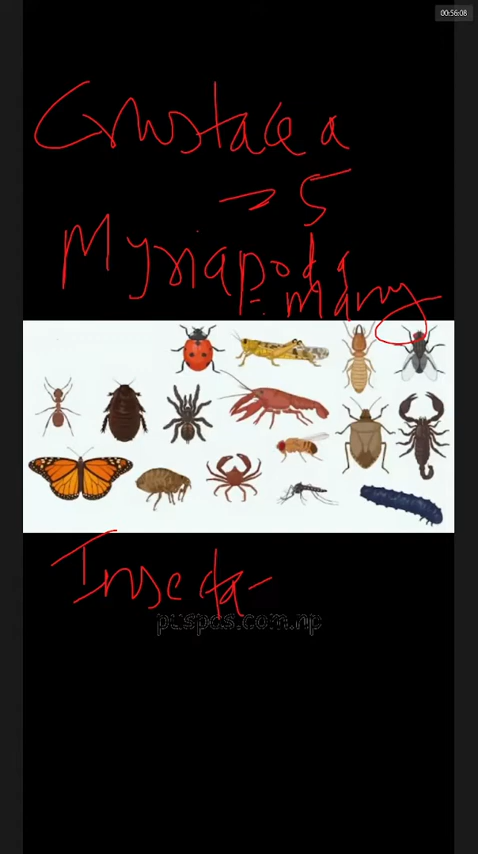 00:56:08
Crustacea
→ 5
Myriapoda
- many
Insecta -
puspas.com.np